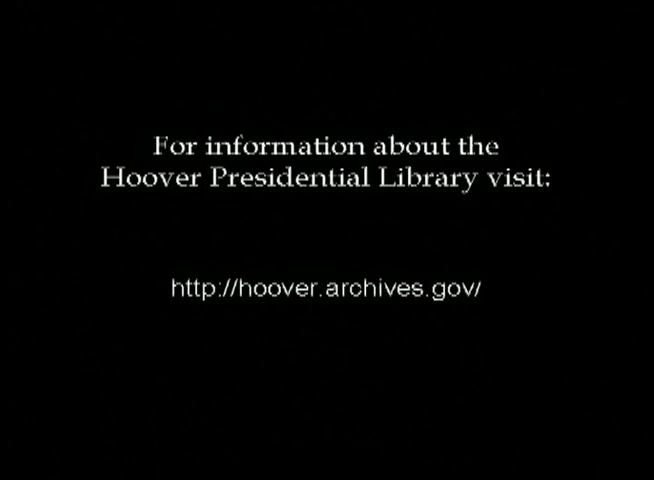 For information about the
Hoover Presidential Library visit:
http://hoover.archives.gov/